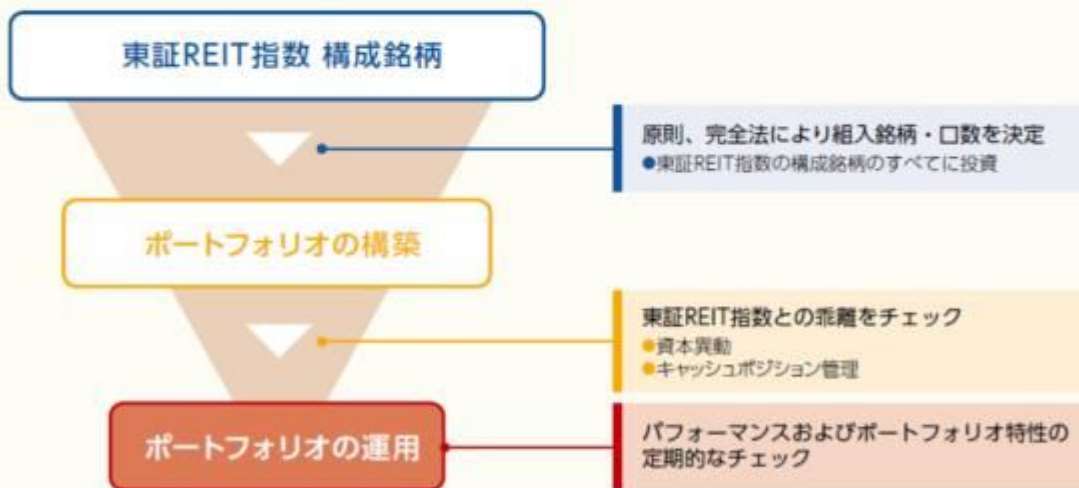 東証REIT指数 構成銘柄
原則、完全法により組入銘柄・口数を決定
●東証REIT指数の構成銘柄のすべてに投資
ポートフォリオの構築
東証REIT指数との乖離をチェック
●資本異動
●キャッシュポジション管理
ポートフォリオの運用
パフォーマンスおよびポートフォリオ特性の
定期的なチェック